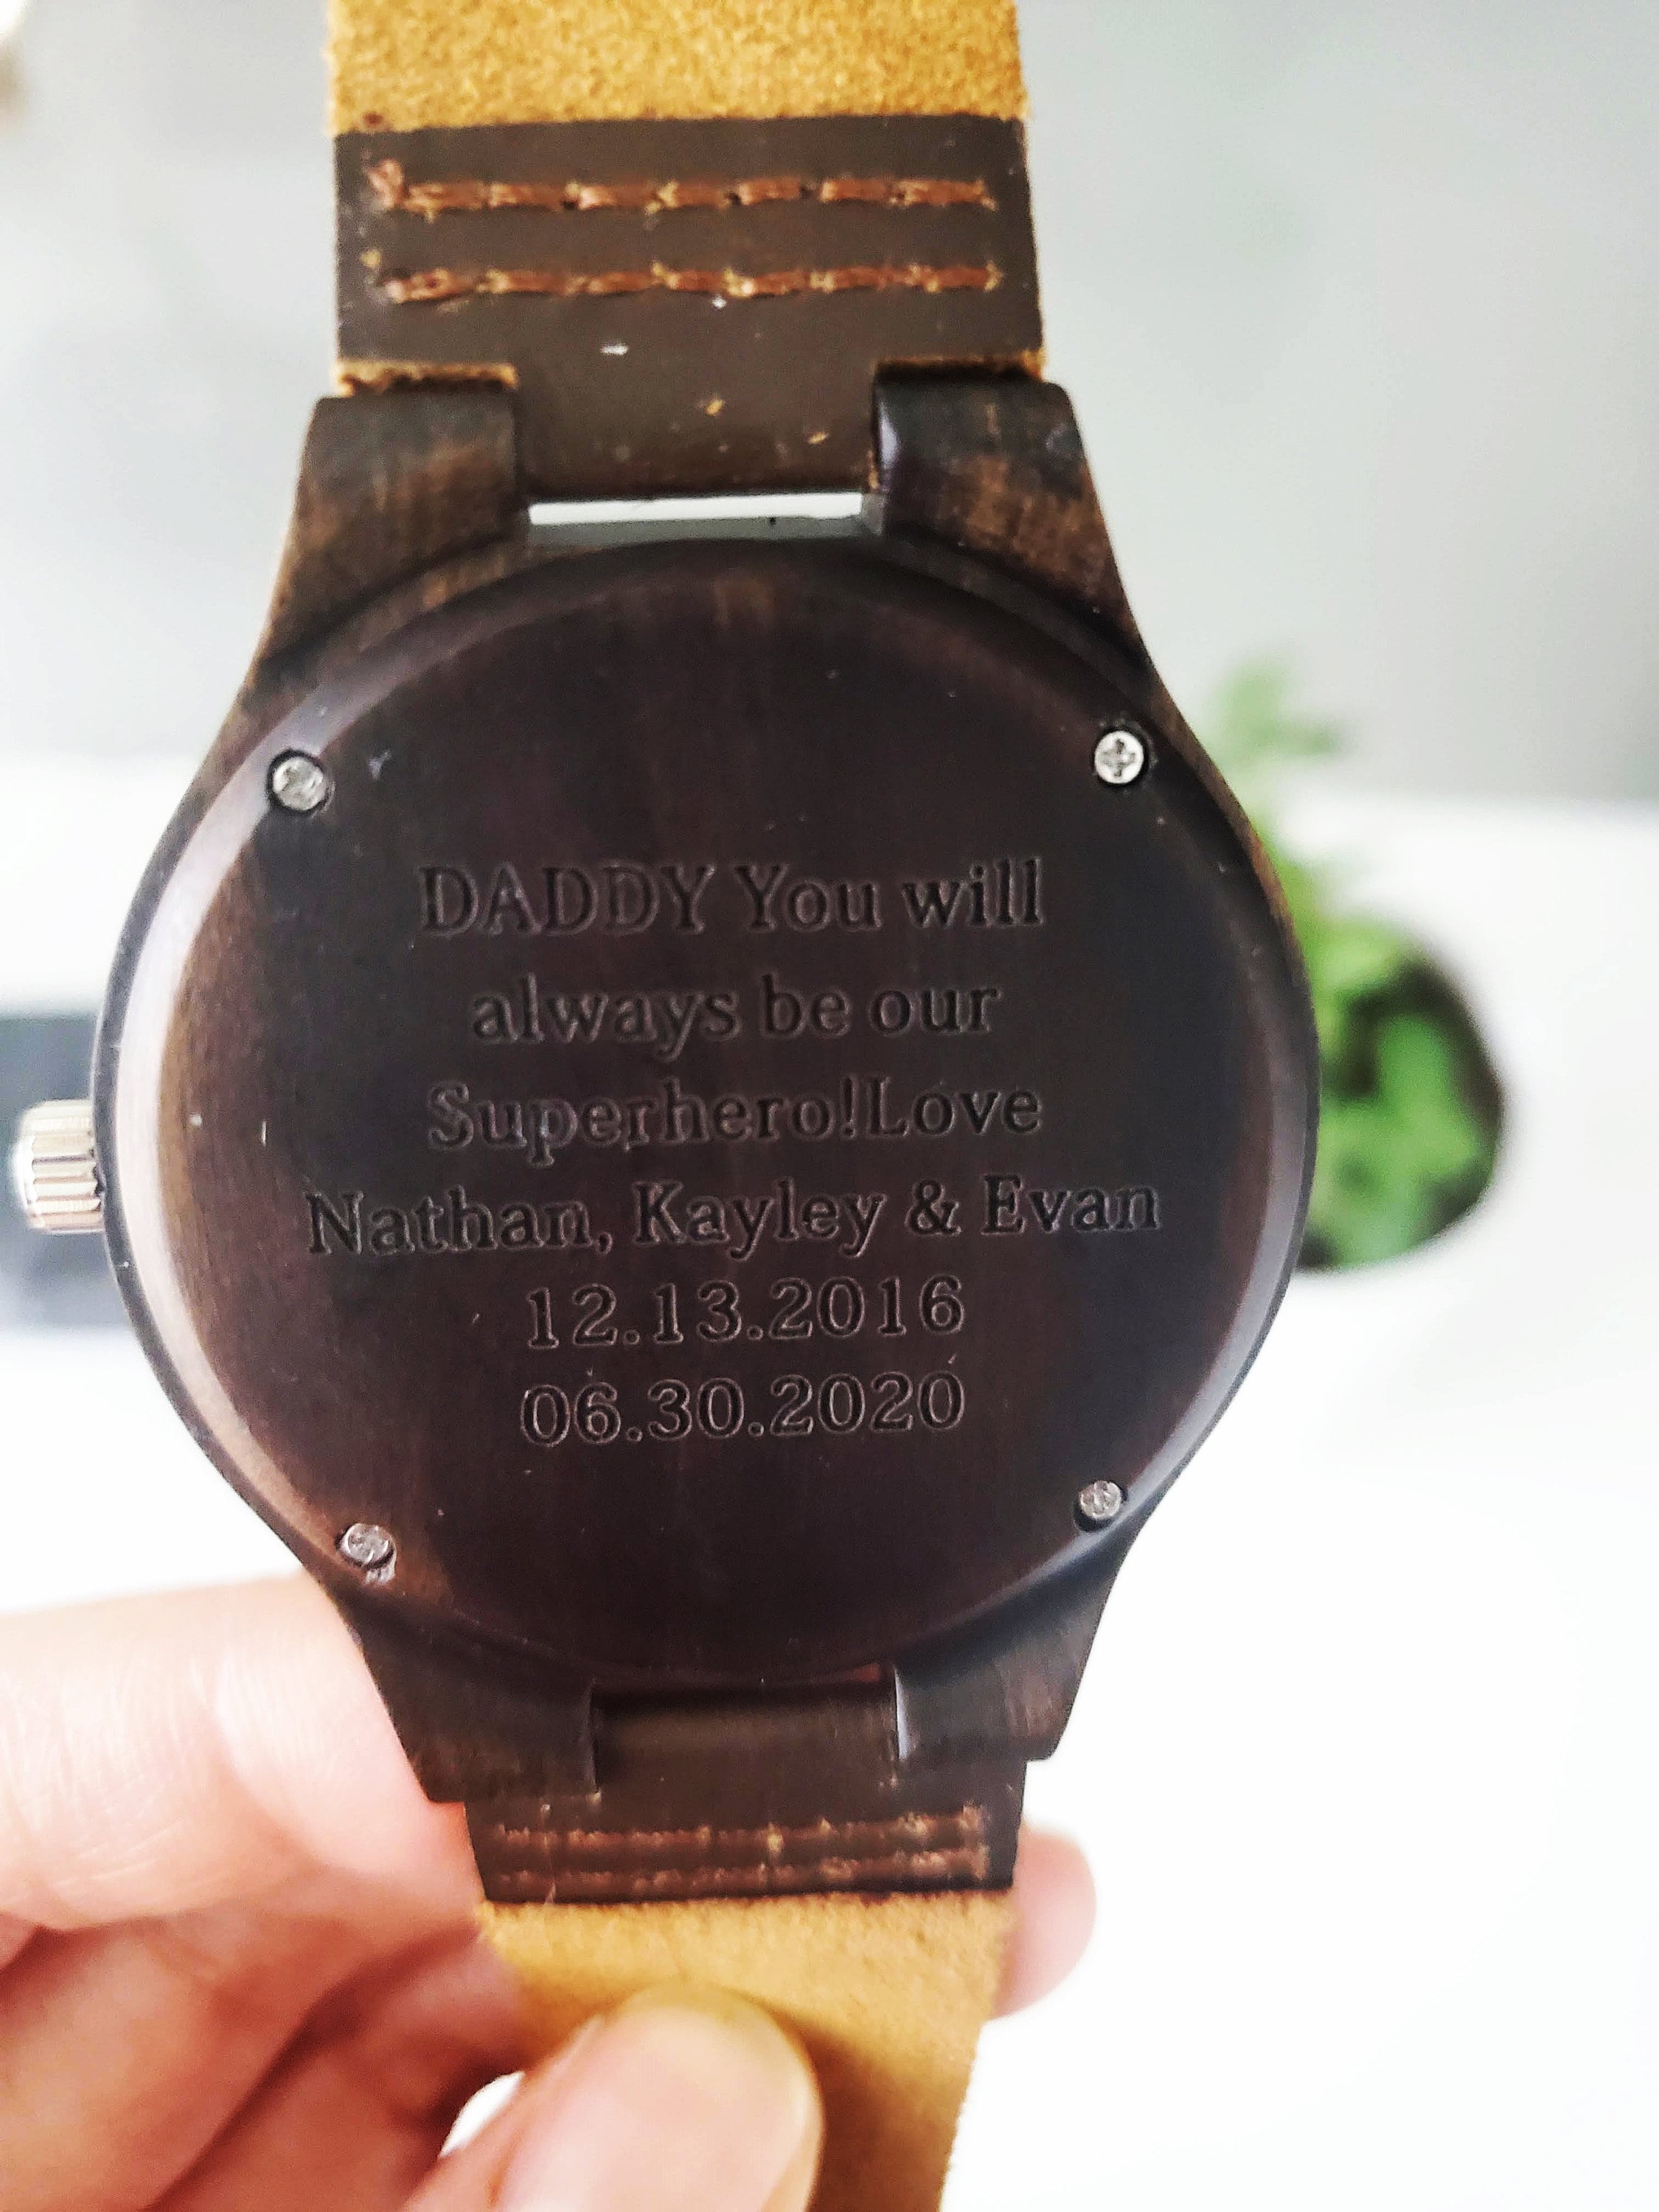 DADDY You will
always be our
Superhero!Love
Nathan, Kayley & Evan
12.13.2016
06.30.2020